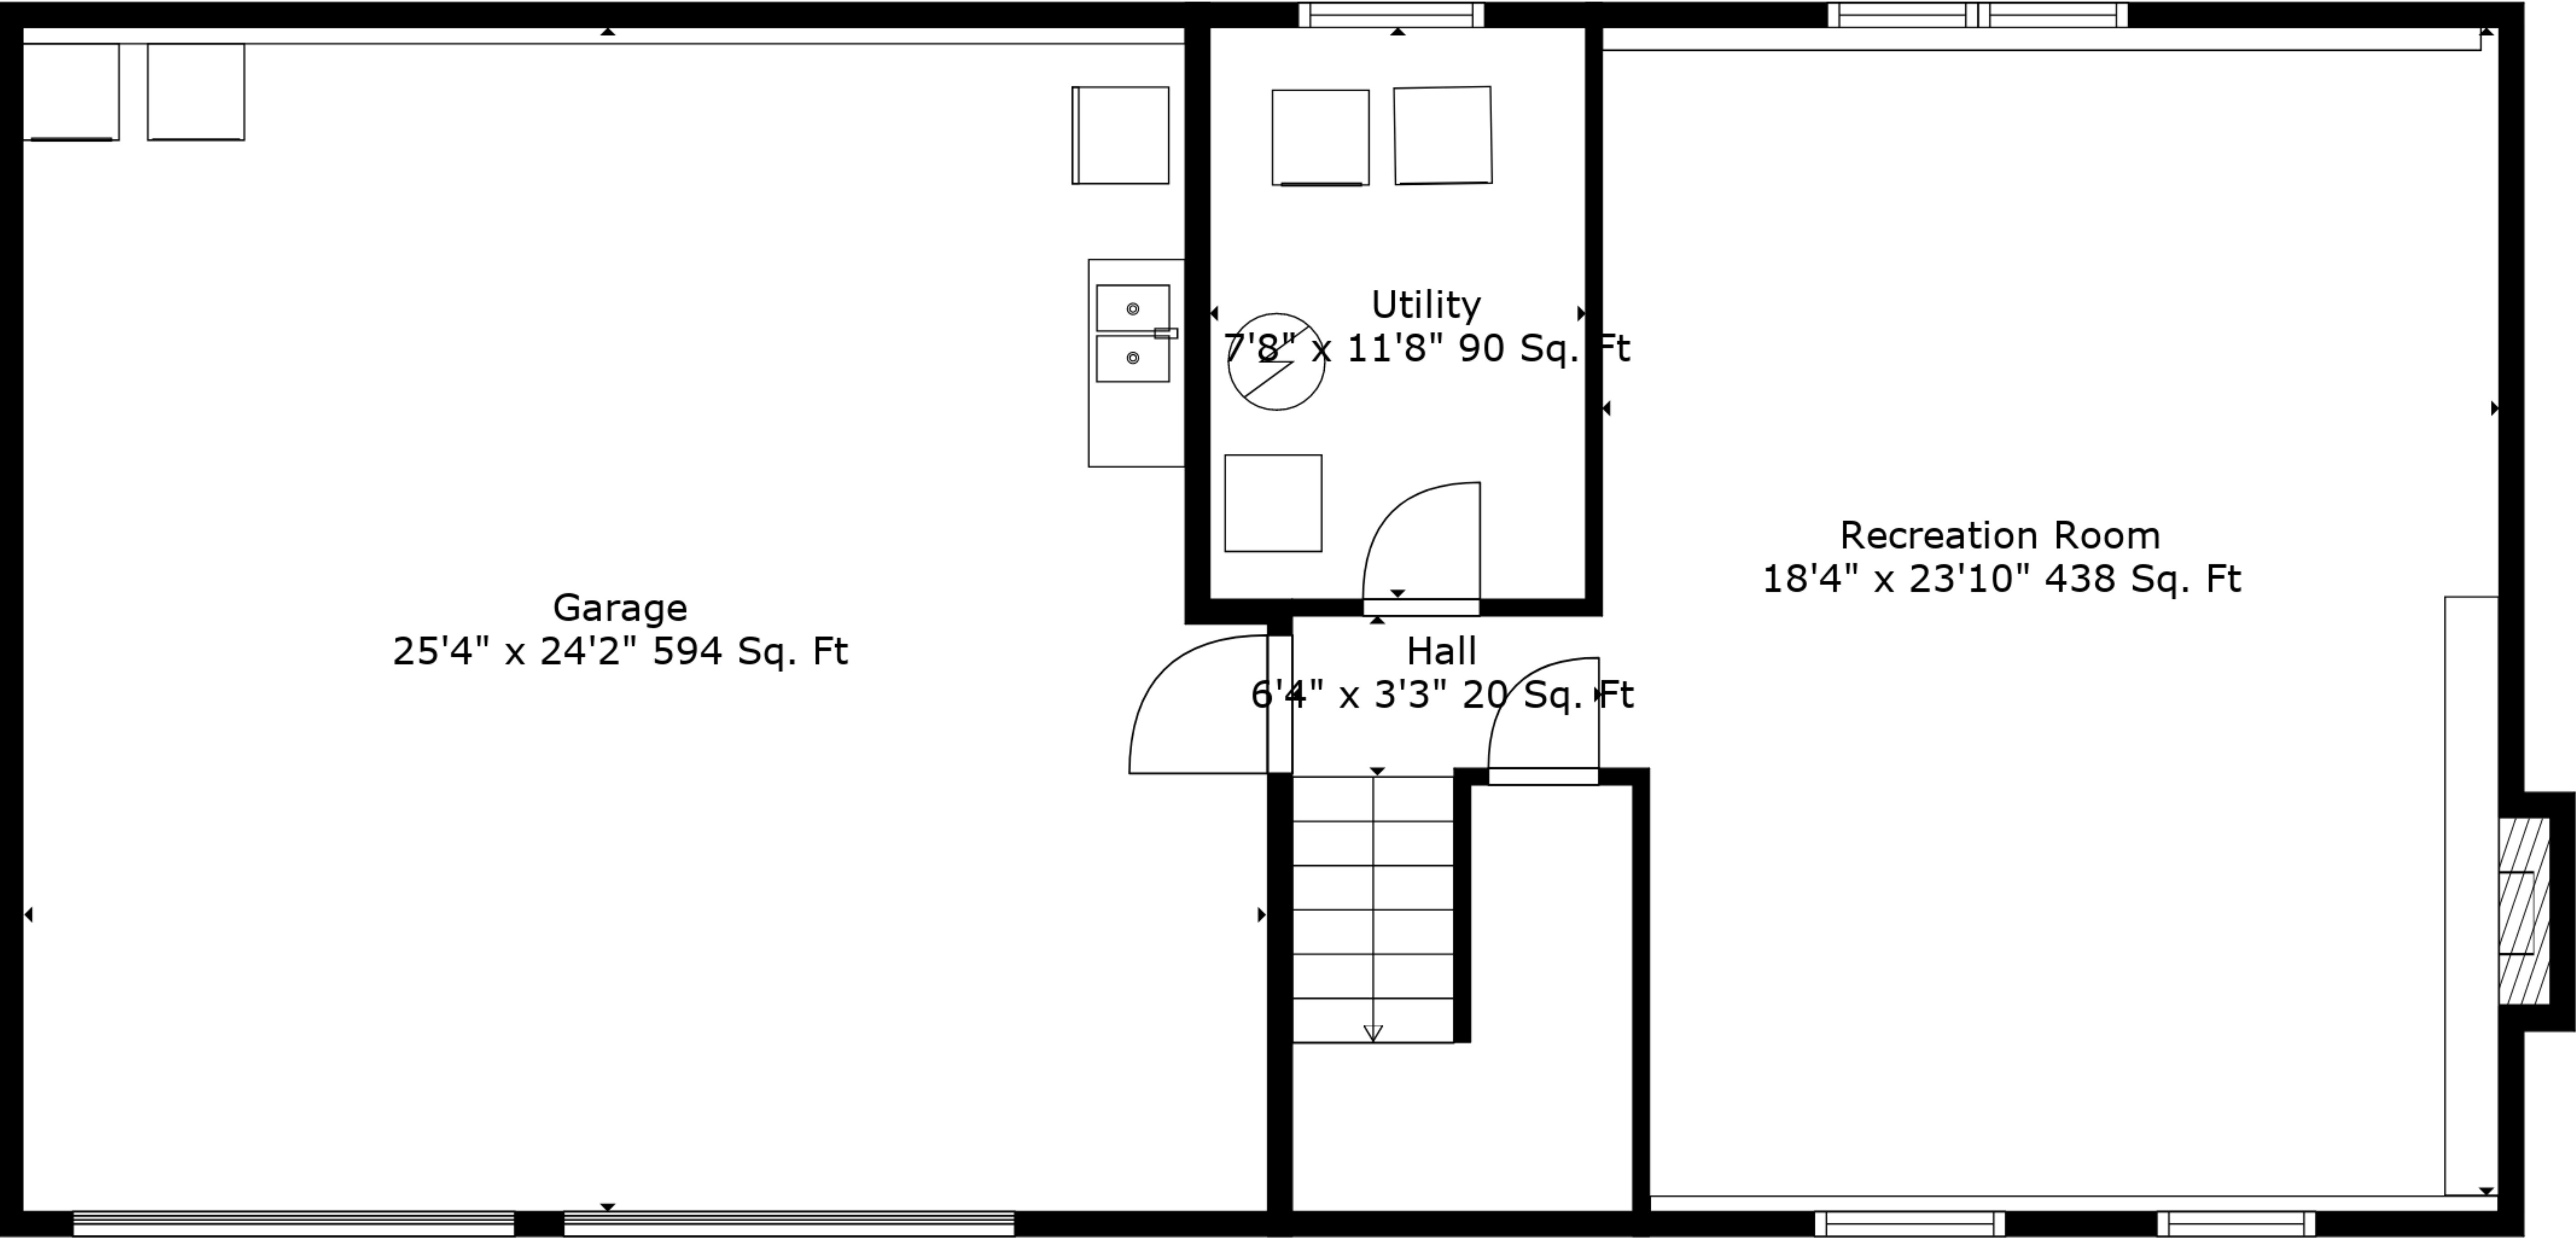 Utility
7'8" x 11'8" 90 Sq. Ft
Recreation Room
18'4" x 23'10" 438 Sq. Ft
Garage
25'4" x 24'2" 594 Sq. Ft
Hall
6'4" x 3'3" 20 Sq. Ft